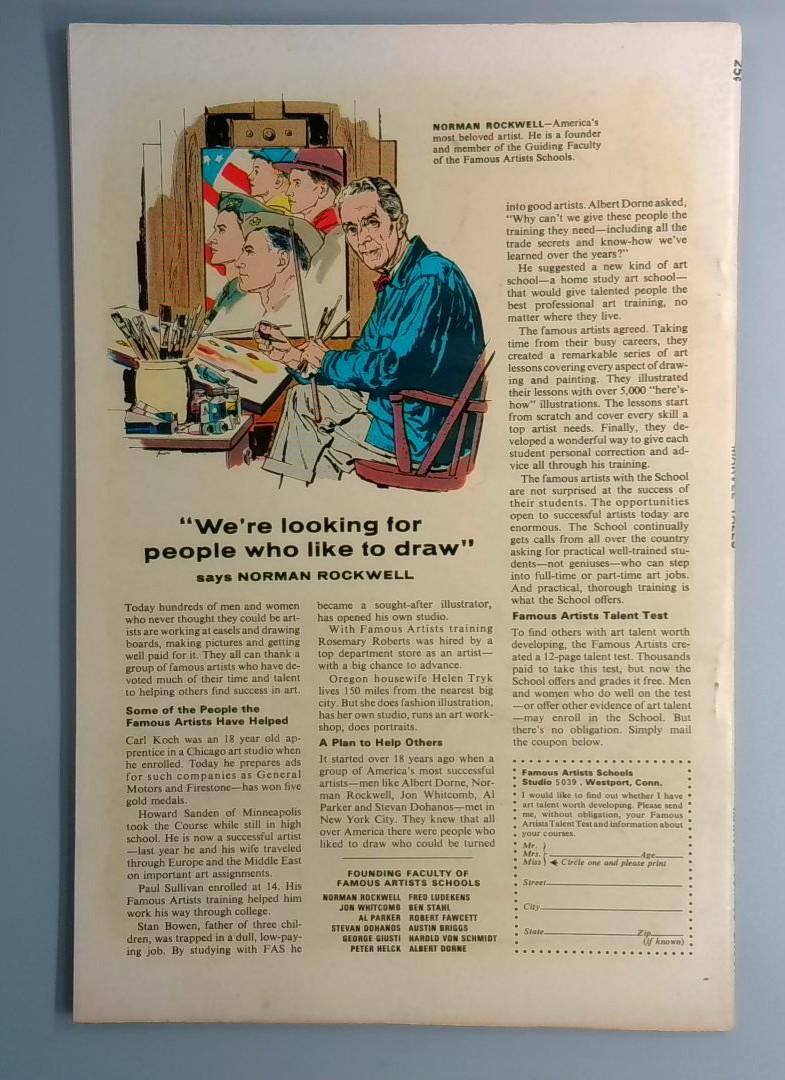 25¢
NORMAN ROCKWELL—America's
most beloved artist. He is a founder
and member of the Guiding Faculty
of the Famous Artists Schools.
"We're looking for
people who like to draw"
says NORMAN ROCKWELL
Today hundreds of men and women
who never thought they could be art-
ists are working at easels and drawing
boards, making pictures and getting
well paid for it. They all can thank a
group of famous artists who have de-
voted much of their time and talent
to helping others find success in art.
Some of the People the
Famous Artists Have Helped
Carl Koch was an 18 year old ap-
prentice in a Chicago art studio when
he enrolled. Today he prepares ads
for such companies as General
Motors and Firestone—has won five
gold medals.
Howard Sanden of Minneapolis
took the Course while still in high
school. He is now a successful artist
—last year he and his wife traveled
through Europe and the Middle East
on important art assignments.
Paul Sullivan enrolled at 14. His
Famous Artists training helped him
work his way through college.
Stan Bowen, father of three chil-
dren, was trapped in a dull, low-pay-
ing job. By studying with FAS he
became a sought-after illustrator,
has opened his own studio.
With Famous Artists training
Rosemary Roberts was hired by a
top department store as an artist—
with a big chance to advance.
Oregon housewife Helen Tryk
lives 150 miles from the nearest big
city. But she does fashion illustration,
has her own studio, runs an art work-
shop, does portraits.
A Plan to Help Others
It started over 18 years ago when a
group of America's most successful
artists—men like Albert Dorne, Nor-
man Rockwell, Jon Whitcomb, Al
Parker and Stevan Dohanos—met in
New York City. They knew that all
over America there were people who
liked to draw who could be turned
FOUNDING FACULTY OF
FAMOUS ARTISTS SCHOOLS
NORMAN ROCKWELL FRED LUDEKENS
JON WHITCOMB BEN STAHL
AL PARKER ROBERT FAWCETT
STEVAN DOHANOS AUSTIN BRIGGS
GEORGE GIUSTI HAROLD VON SCHMIDT
PETER HELCK ALBERT DORNE
into good artists. Albert Dorne asked,
"Why can't we give these people the
training they need—including all the
trade secrets and know-how we've
learned over the years?"
He suggested a new kind of art
school—a home study art school—
that would give talented people the
best professional art training, no
matter where they live.
The famous artists agreed. Taking
time from their busy careers, they
created a remarkable series of art
lessons covering every aspect of draw-
ing and painting. They illustrated
their lessons with over 5,000 "here's-
how" illustrations. The lessons start
from scratch and cover every skill a
top artist needs. Finally, they de-
veloped a wonderful way to give each
student personal correction and ad-
vice all through his training.
The famous artists with the School
are not surprised at the success of
their students. The opportunities
open to successful artists today are
enormous. The School continually
gets calls from all over the country
asking for practical well-trained stu-
dents—not geniuses—who can step
into full-time or part-time art jobs.
And practical, thorough training is
what the School offers.
Famous Artists Talent Test
To find others with art talent worth
developing, the Famous Artists cre-
ated a 12-page talent test. Thousands
paid to take this test, but now the
School offers and grades it free. Men
and women who do well on the test
—or offer other evidence of art talent
—may enroll in the School. But
there's no obligation. Simply mail
the coupon below.
Famous Artists Schools
Studio 5039, Westport, Conn.
I would like to find out whether I have
art talent worth developing. Please send
me, without obligation, your Famous
Artists Talent Test and information about
your courses.
Mr.
Mrs. Age
Miss Circle one and please print
Street
City
State Zip
(if known)